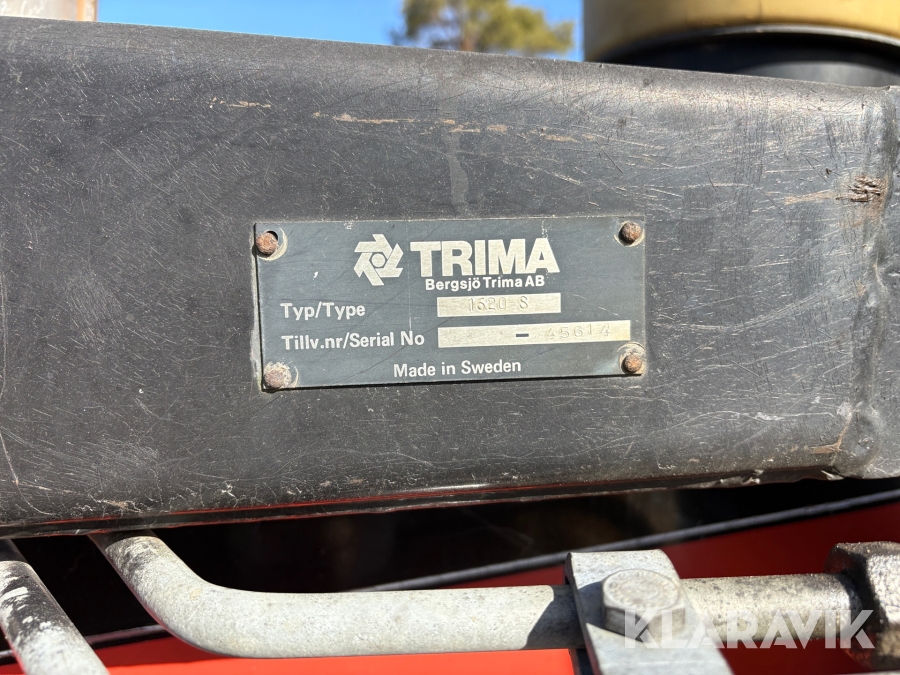 TRIMA
Bergsjö Trima AB
Typ/Type 1520 S
Tillv.nr/Serial No - 45614
Made in Sweden
KLARAVIK